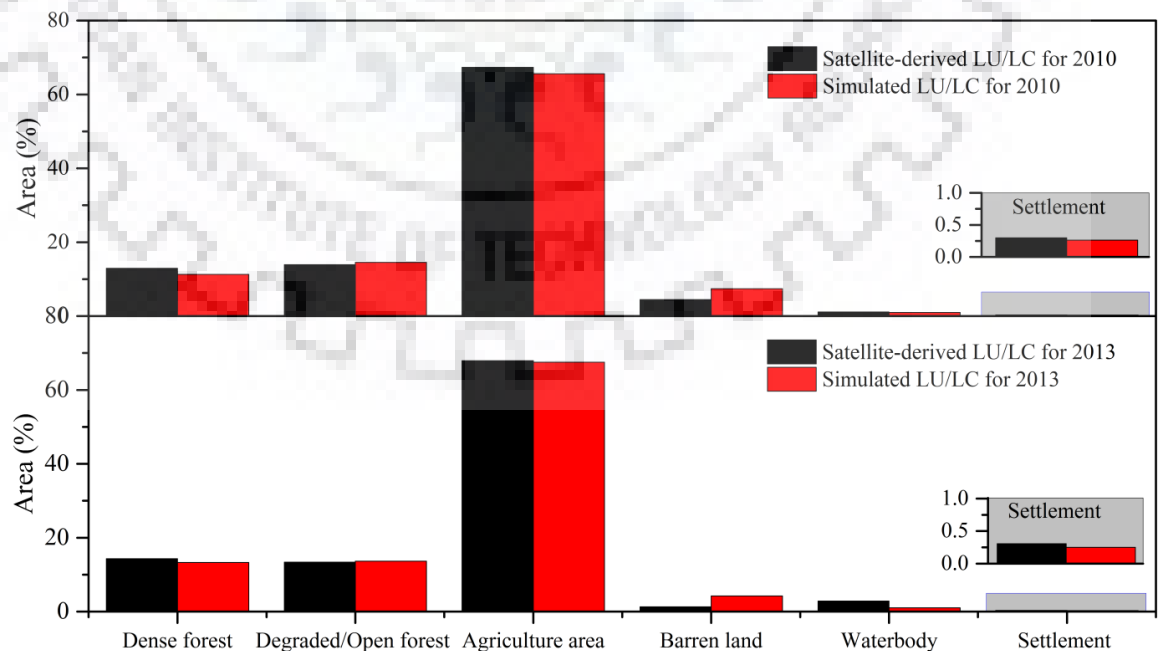 80
Satellite-derived LU/LC for 2010
Simulated LU/LC for 2010
60
Area (%)
40
1.0
Settlement
0.5
20
0.0
80
Satellite-derived LU/LC for 2013
Simulated LU/LC for 2013
60
Area (%)
40
1.0
Settlement
0.5
20
0.0
0
Dense forest Degraded/Open forest Agriculture area Barren land Waterbody Settlement